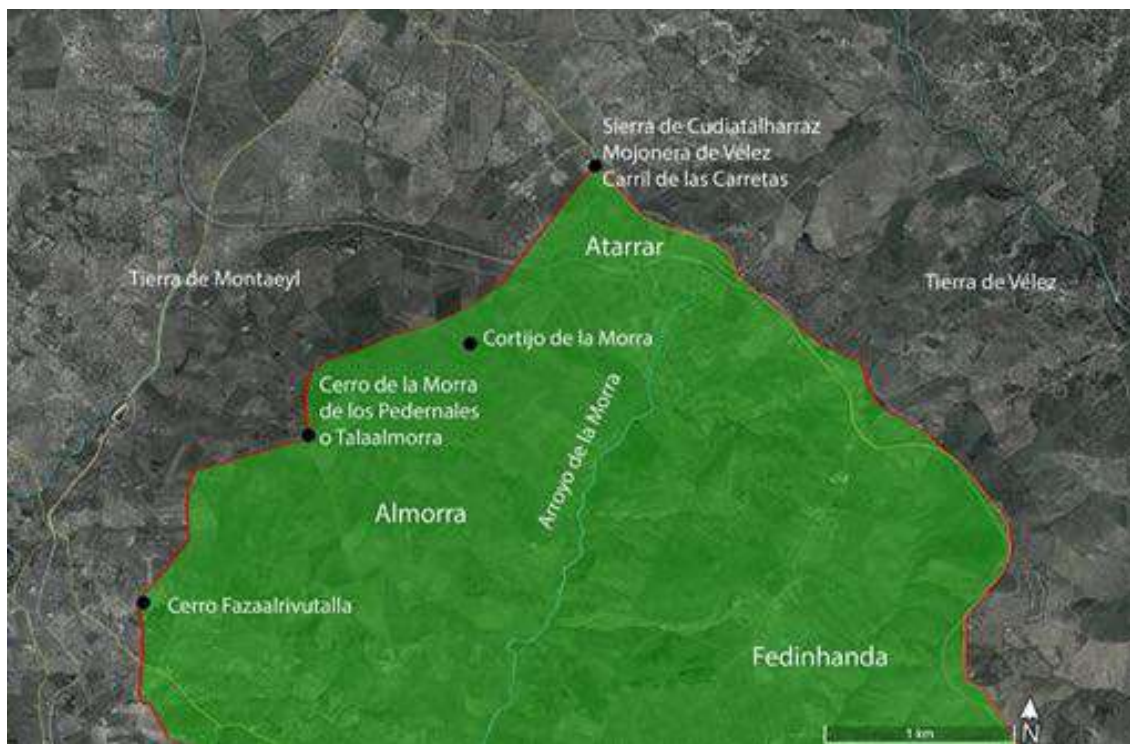 Sierra de Cudiatalharraz
Mojonera de Vélez
Carril de las Carretas
Atarrar
Tierra de Montaeyl
Tierra de Vélez
Cortijo de la Morra
Cerro de la Morra
de los Pedernales
o Talaalmorra
Arroyo de la Morra
Almorra
Cerro Fazaalrivutalla
Fedinhanda
1 km
N